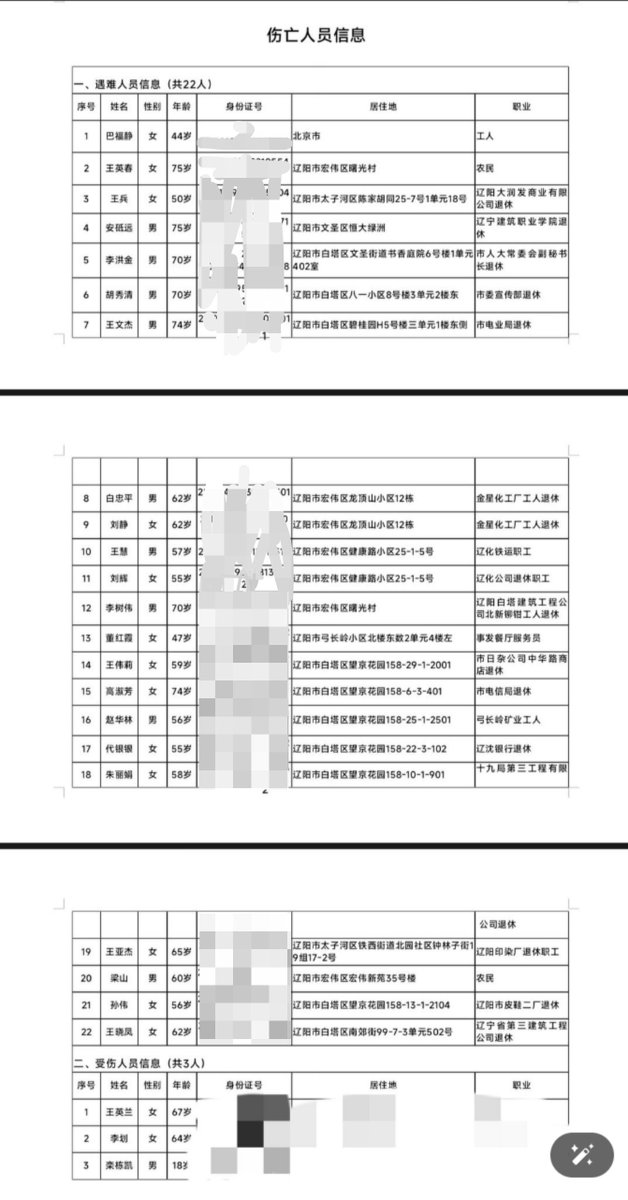 伤亡人员信息
一、遇难人员信息（共22人）
序号 姓名 性别 年龄 身份证号 居住地 职业
1 巴福静 女 44岁 北京市 工人
2 王英春 女 75岁 辽阳市宏伟区曙光村 农民
3 王兵 女 50岁 辽阳市太子河区陈家胡同25-7号1单元18号 辽阳大润发商业有限
公司退休
4 安砥远 男 75岁 辽阳市文圣区恒大绿洲 辽宁建筑职业学院退
休
5 李洪金 男 70岁 辽阳市白塔区文圣街道书香庭院6号楼1单元 市人大常委会副秘书
402室 长退休
6 胡秀清 男 70岁 辽阳市白塔区八一小区8号楼3单元2楼东 市委宣传部退休
7 王文杰 男 74岁 辽阳市白塔区碧桂园H5号楼三单元1楼东侧 市电业局退休
8 白忠平 男 62岁 辽阳市宏伟区龙顶山小区12栋 金星化工厂工人退休
9 刘静 女 62岁 辽阳市宏伟区龙顶山小区12栋 金星化工厂工人退休
10 王慧 男 57岁 辽阳市宏伟区健康路小区25-1-5号 辽化铁运职工
11 刘辉 女 55岁 辽阳市宏伟区健康路小区25-1-5号 辽化公司退休职工
12 李树伟 男 70岁 辽阳市宏伟区曙光村 辽阳白塔建筑工程公
司北新铆钳工人退休
13 董红霞 女 47岁 辽阳市弓长岭小区北楼东数2单元4楼左 事发餐厅服务员
14 王伟莉 女 59岁 辽阳市白塔区望京花园158-29-1-2001 市日杂公司中华路商
店退休
15 高淑芳 女 74岁 辽阳市白塔区望京花园158-6-3-401 市电信局退休
16 赵华林 男 56岁 辽阳市白塔区望京花园158-25-1-2501 弓长岭矿业工人
17 代银银 女 55岁 辽阳市白塔区望京花园158-22-3-102 辽沈银行退休
18 朱丽娟 女 58岁 辽阳市白塔区望京花园158-10-1-901 十九局第三工程有限
公司退休
19 王亚杰 女 65岁 辽阳市太子河区铁西街道北园社区钟林子街1 辽阳印染厂退休职工
9组17-2号
20 梁山 男 60岁 辽阳市宏伟区宏伟新苑35号楼 农民
21 孙伟 女 56岁 辽阳市白塔区望京花园158-13-1-2104 辽阳市皮鞋二厂退休
22 王晓凤 女 62岁 辽阳市白塔区南郊街99-7-3单元502号 辽宁省第三建筑工程
公司退休
二、受伤人员信息（共3人）
序号 姓名 性别 年龄 身份证号 居住地 职业
1 王英兰 女 67岁
2 李划 女 64岁
3 栾栋凯 男 18岁